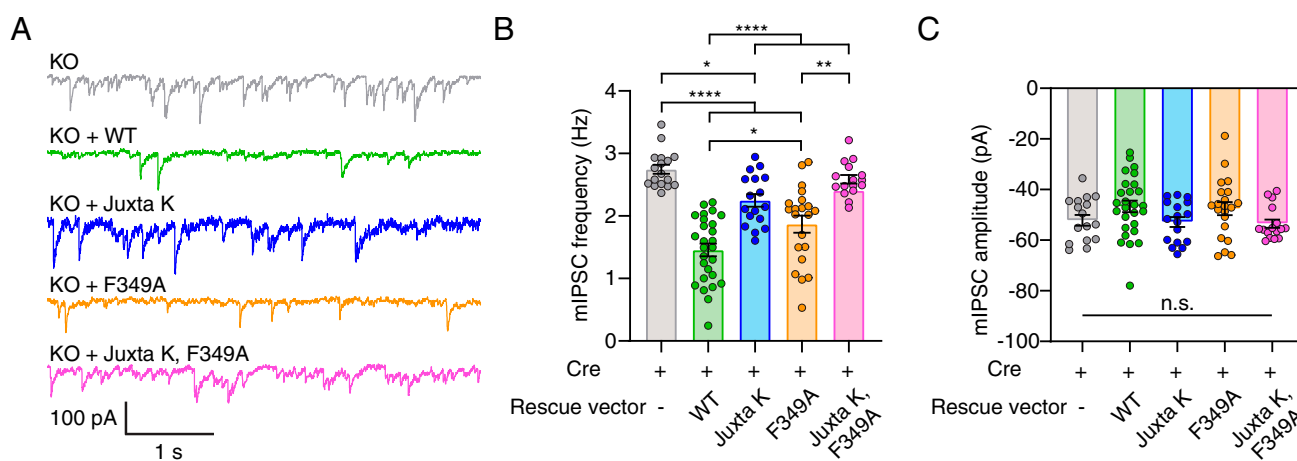 A
KO
KO + WT
KO + Juxta K
KO + F349A
KO + Juxta K, F349A
100 pA
1 s
B
****
*
**
****
*
mIPSC frequency (Hz)
4
3
2
1
0
Cre
+ + + + +
Rescue vector
-
WT
Juxta K
F349A
Juxta K,
F349A
C
mIPSC amplitude (pA)
0
-20
-40
-60
-80
-100
n.s.
Cre
+ + + + +
Rescue vector
-
WT
Juxta K
F349A
Juxta K,
F349A